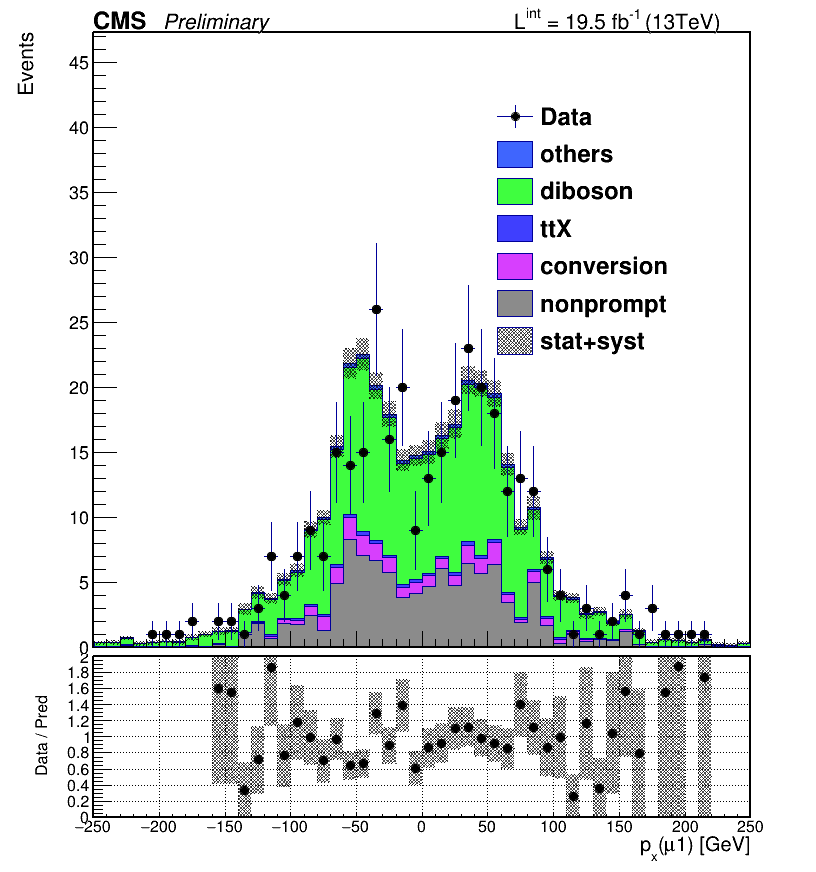 CMS Preliminary L^int = 19.5 fb^-1 (13TeV)
Events
45
40
35
30
25
20
15
10
5
0
Data
others
diboson
ttX
conversion
nonprompt
stat+syst
Data / Pred
2
1.8
1.6
1.4
1.2
1
0.8
0.6
0.4
0.2
0
−250 −200 −150 −100 −50 0 50 100 150 200 250
p_x(μ1) [GeV]